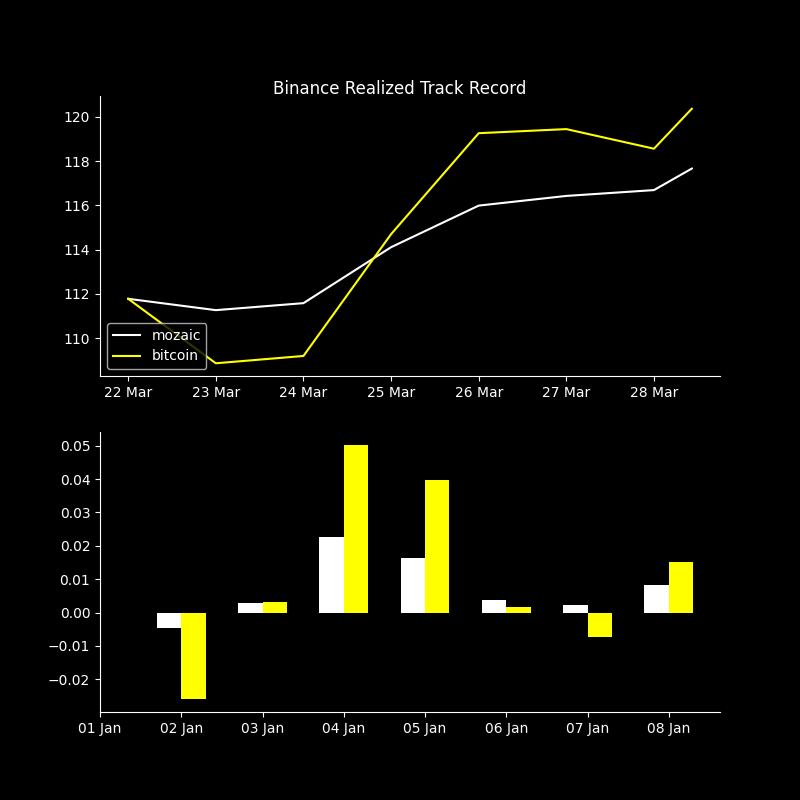 Binance Realized Track Record
120
118
116
114
112
110
mozaic
bitcoin
22 Mar 23 Mar 24 Mar 25 Mar 26 Mar 27 Mar 28 Mar
0.05
0.04
0.03
0.02
0.01
0.00
−0.01
−0.02
01 Jan 02 Jan 03 Jan 04 Jan 05 Jan 06 Jan 07 Jan 08 Jan